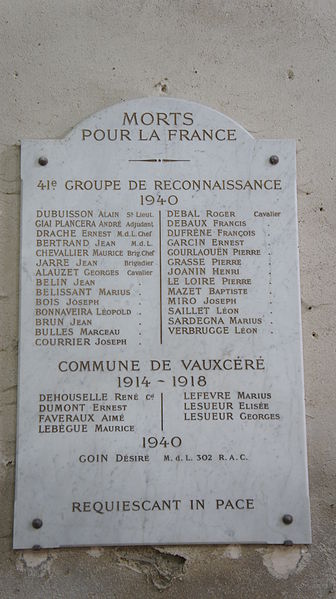 MORTS
POUR LA FRANCE
41e GROUPE DE RECONNAISSANCE
1940
DUBUISSON ALAIN St Lieut.
GIAI PLANCERA ANDRÉ Adjudant
DRACHE ERNEST M.d.L. Chef
BERTRAND JEAN M.d.L.
CHEVALLIER MAURICE Brig. Chef
JARRE JEAN Brigadier
ALAUZET GEORGES Cavalier
BELIN JEAN
BELISSANT MARIUS
BOIS JOSEPH
BONNAVEIRA LÉOPOLD
BRUN JEAN
BULLES MARCEAU
COURRIER JOSEPH
DEBAL ROGER Cavalier
DEBAUX FRANCIS
DUFRÊNE FRANÇOIS
GARCIN ERNEST
GOURLAOUËN PIERRE
GRASSE PIERRE
JOANIN HENRI
LE LOIRE PIERRE
MAZET BAPTISTE
MIRO JOSEPH
SAILLET LÉON
SARDEGNA MARIUS
VERBRUGGE LÉON
COMMUNE DE VAUXCÉRÉ
1914 - 1918
DEHOUSELLE RENÉ Cal
DUMONT ERNEST
FAVERAUX AIMÉ
LEBÈGUE MAURICE
LEFÈVRE MARIUS
LESUEUR ELISÉE
LESUEUR GEORGES
1940
GOIN DÉSIRÉ M.d.L. 302 R.A.C.
REQUIESCANT IN PACE